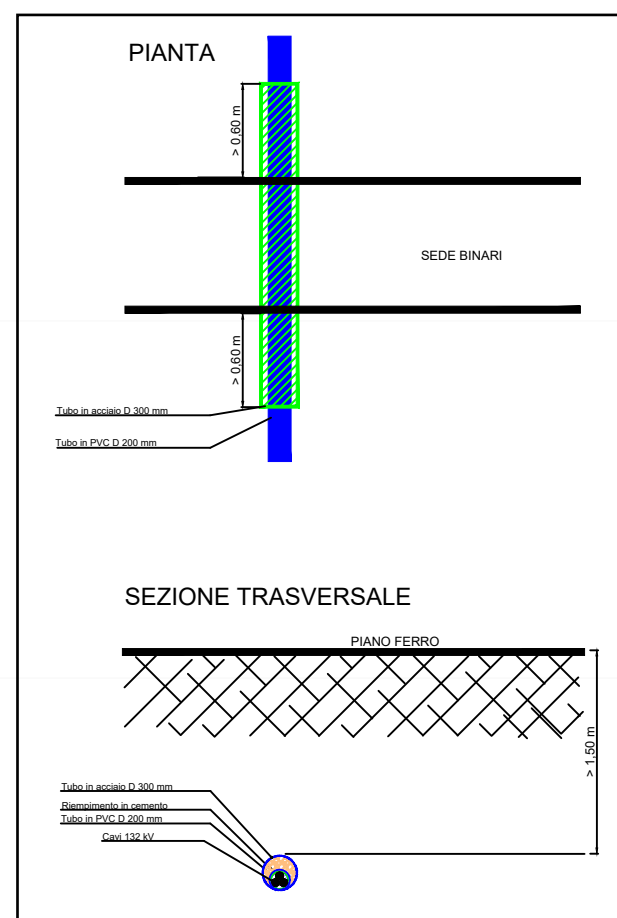 PIANTA
> 0,60 m
SEDE BINARI
> 0,60 m
Tubo in acciaio D 300 mm
Tubo in PVC D 200 mm
SEZIONE TRASVERSALE
PIANO FERRO
> 1,50 m
Tubo in acciaio D 300 mm
Riempimento in cemento
Tubo in PVC D 200 mm
Cavi 132 kV